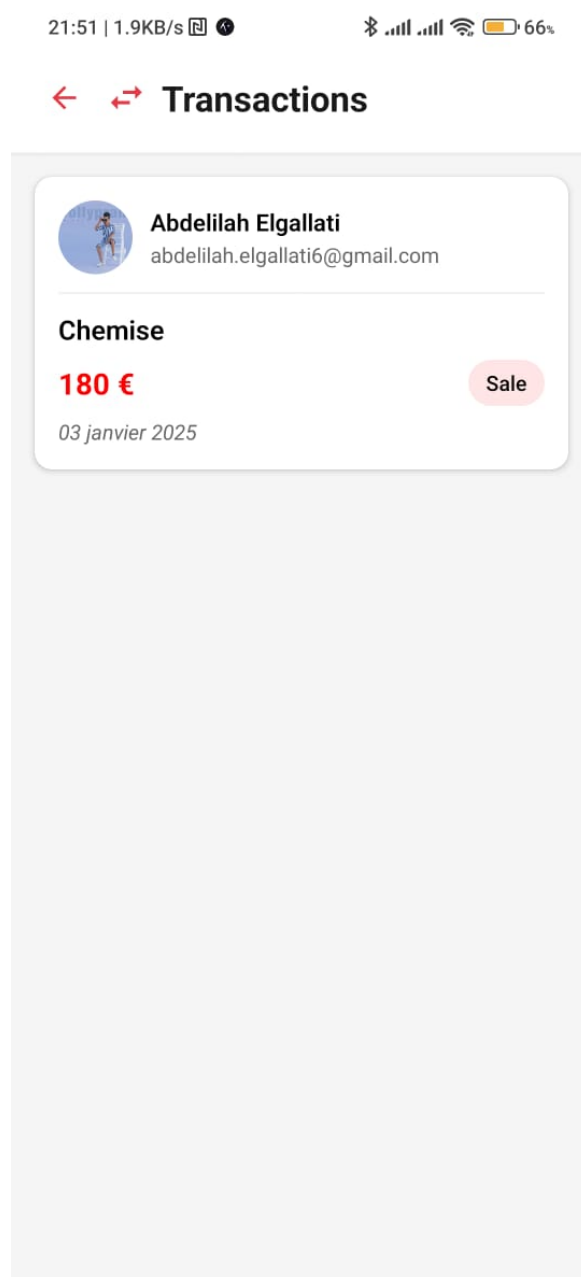 21:51 | 1.9KB/s 66%
Transactions
Abdelilah Elgallati
abdelilah.elgallati6@gmail.com
Chemise
180 €
Sale
03 janvier 2025